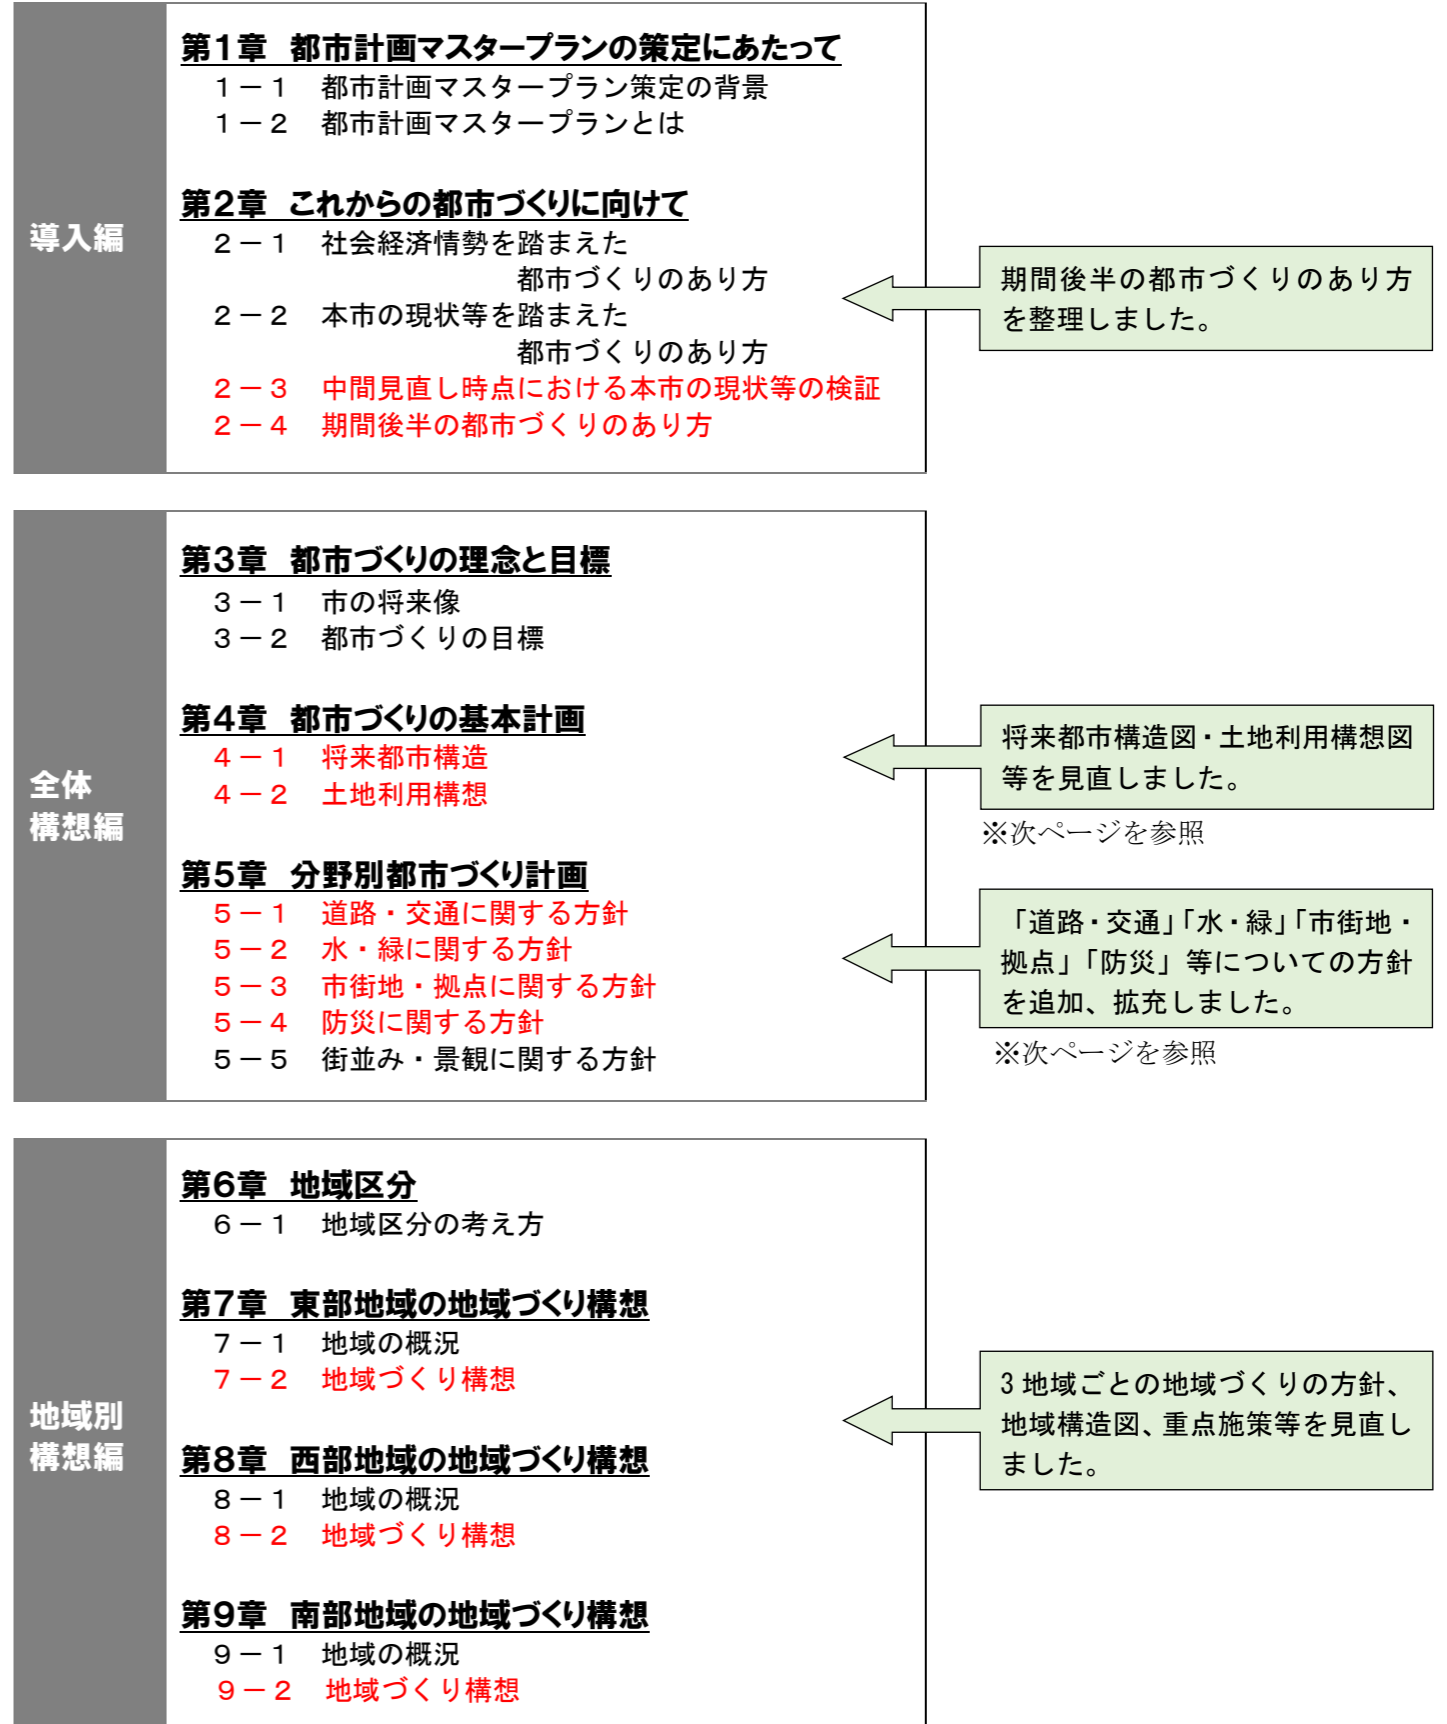 導入編
第1章 都市計画マスタープランの策定にあたって
1－1 都市計画マスタープラン策定の背景
1－2 都市計画マスタープランとは
第2章 これからの都市づくりに向けて
2－1 社会経済情勢を踏まえた
都市づくりのあり方
2－2 本市の現状等を踏まえた
都市づくりのあり方
2－3 中間見直し時点における本市の現状等の検証
2－4 期間後半の都市づくりのあり方
期間後半の都市づくりのあり方
を整理しました。
全体
構想編
第3章 都市づくりの理念と目標
3－1 市の将来像
3－2 都市づくりの目標
第4章 都市づくりの基本計画
4－1 将来都市構造
4－2 土地利用構想
将来都市構造図・土地利用構想図
等を見直しました。
※次ページを参照
第5章 分野別都市づくり計画
5－1 道路・交通に関する方針
5－2 水・緑に関する方針
5－3 市街地・拠点に関する方針
5－4 防災に関する方針
5－5 街並み・景観に関する方針
「道路・交通」「水・緑」「市街地・
拠点」「防災」等についての方針
を追加、拡充しました。
※次ページを参照
地域別
構想編
第6章 地域区分
6－1 地域区分の考え方
第7章 東部地域の地域づくり構想
7－1 地域の概況
7－2 地域づくり構想
第8章 西部地域の地域づくり構想
8－1 地域の概況
8－2 地域づくり構想
第9章 南部地域の地域づくり構想
9－1 地域の概況
9－2 地域づくり構想
3地域ごとの地域づくりの方針、
地域構造図、重点施策等を見直し
ました。